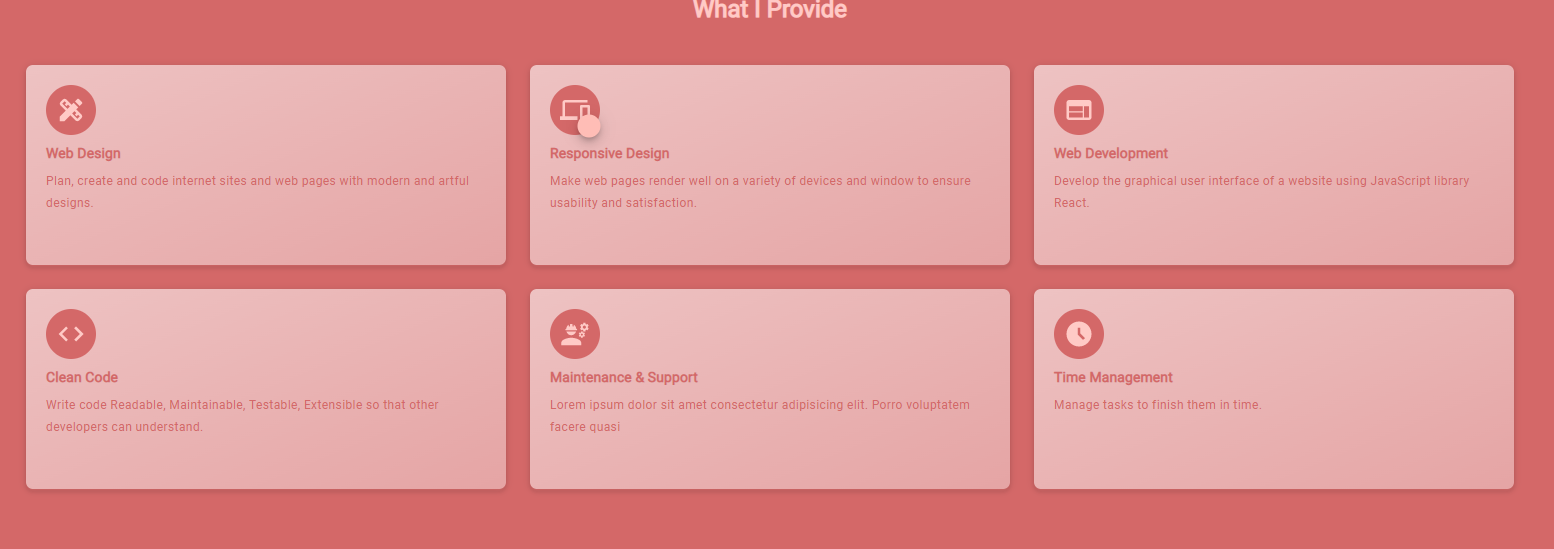 What I Provide
Web Design
Plan, create and code internet sites and web pages with modern and artful
designs.
Responsive Design
Make web pages render well on a variety of devices and window to ensure
usability and satisfaction.
Web Development
Develop the graphical user interface of a website using JavaScript library
React.
Clean Code
Write code Readable, Maintainable, Testable, Extensible so that other
developers can understand.
Maintenance & Support
Lorem ipsum dolor sit amet consectetur adipisicing elit. Porro voluptatem
facere quasi
Time Management
Manage tasks to finish them in time.